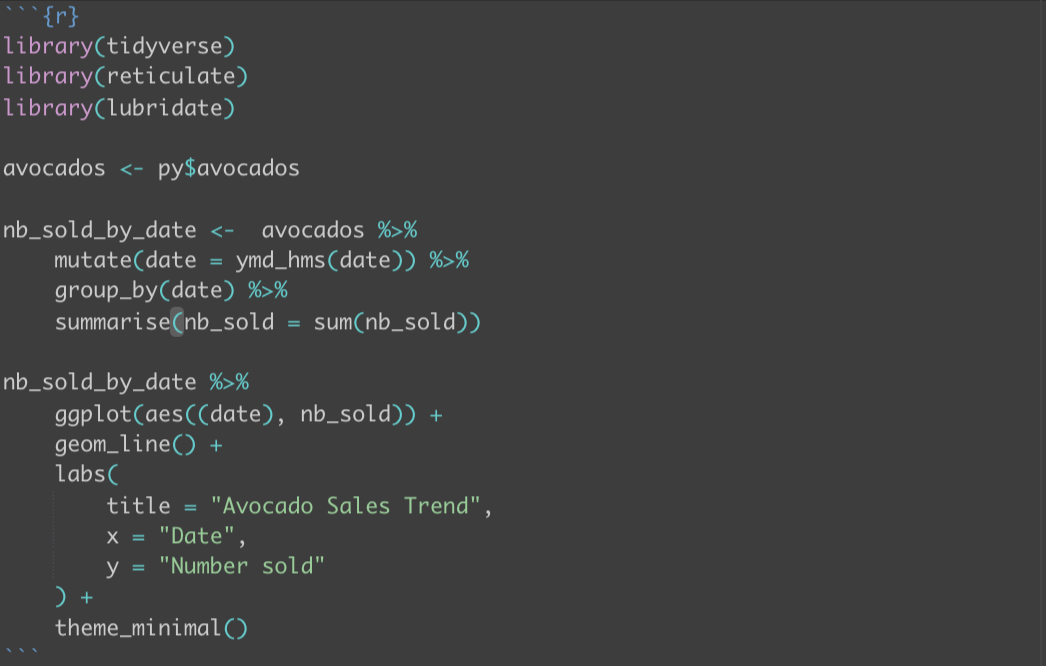 ```{r}
library(tidyverse)
library(reticulate)
library(lubridate)

avocados <- py$avocados

nb_sold_by_date <-  avocados %>%
    mutate(date = ymd_hms(date)) %>%
    group_by(date) %>%
    summarise(nb_sold = sum(nb_sold))

nb_sold_by_date %>%
    ggplot(aes((date), nb_sold)) +
    geom_line() +
    labs(
        title = "Avocado Sales Trend",
        x = "Date",
        y = "Number sold"
    ) +
    theme_minimal()
```